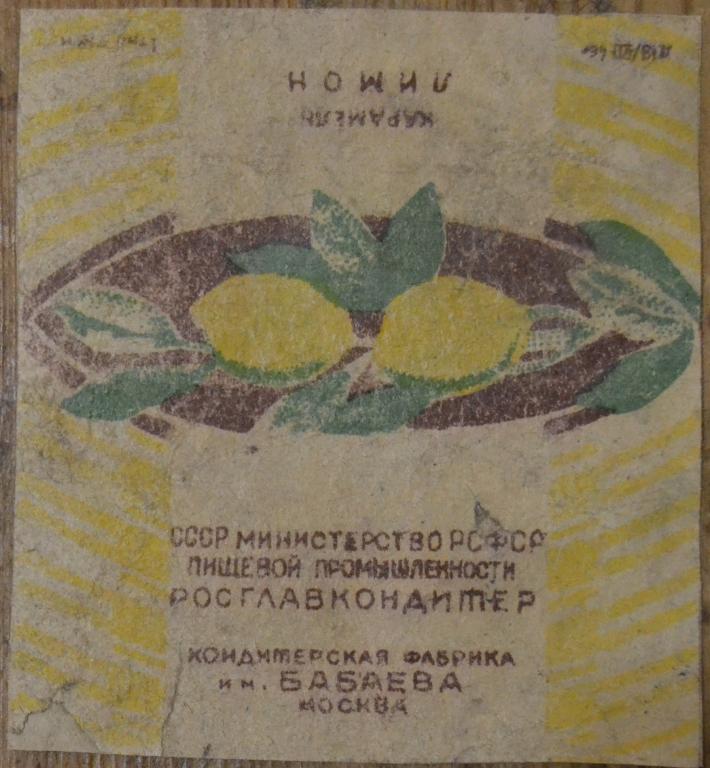 КАРАМЕЛЬ
ЛИМОН
СССР МИНИСТЕРСТВО РСФСР
ПИЩЕВОЙ ПРОМЫШЛЕННОСТИ
РОСГЛАВКОНДИТЕР
КОНДИТЕРСКАЯ ФАБРИКА
им. БАБАЕВА
МОСКВА